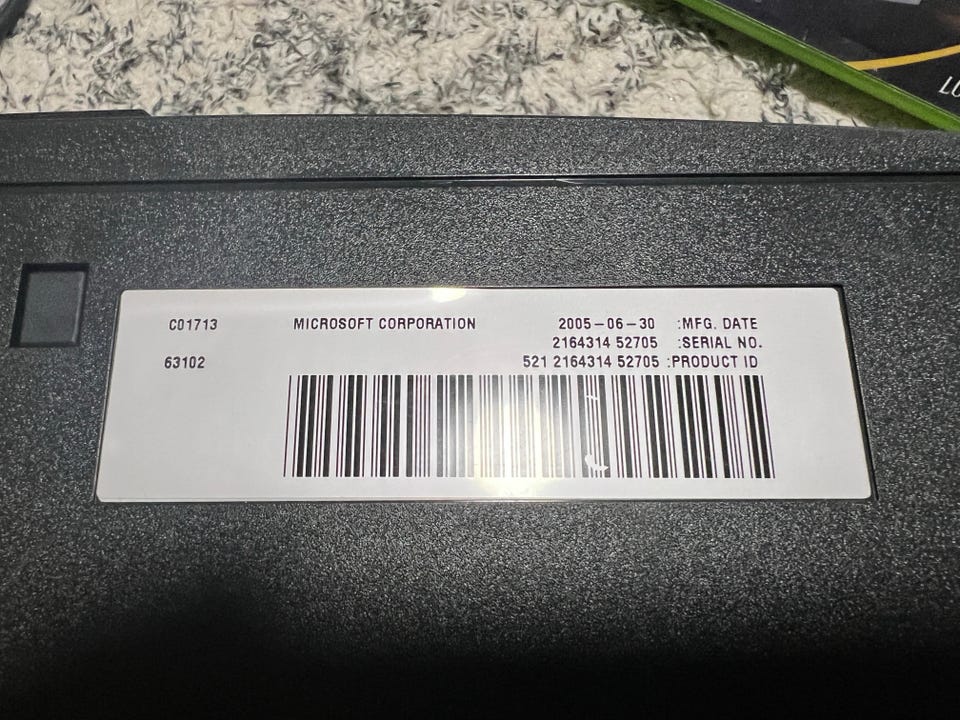 C01713
MICROSOFT CORPORATION
2005-06-30 :MFG. DATE
2164314 52705 :SERIAL NO.
63102
521 2164314 52705 :PRODUCT ID